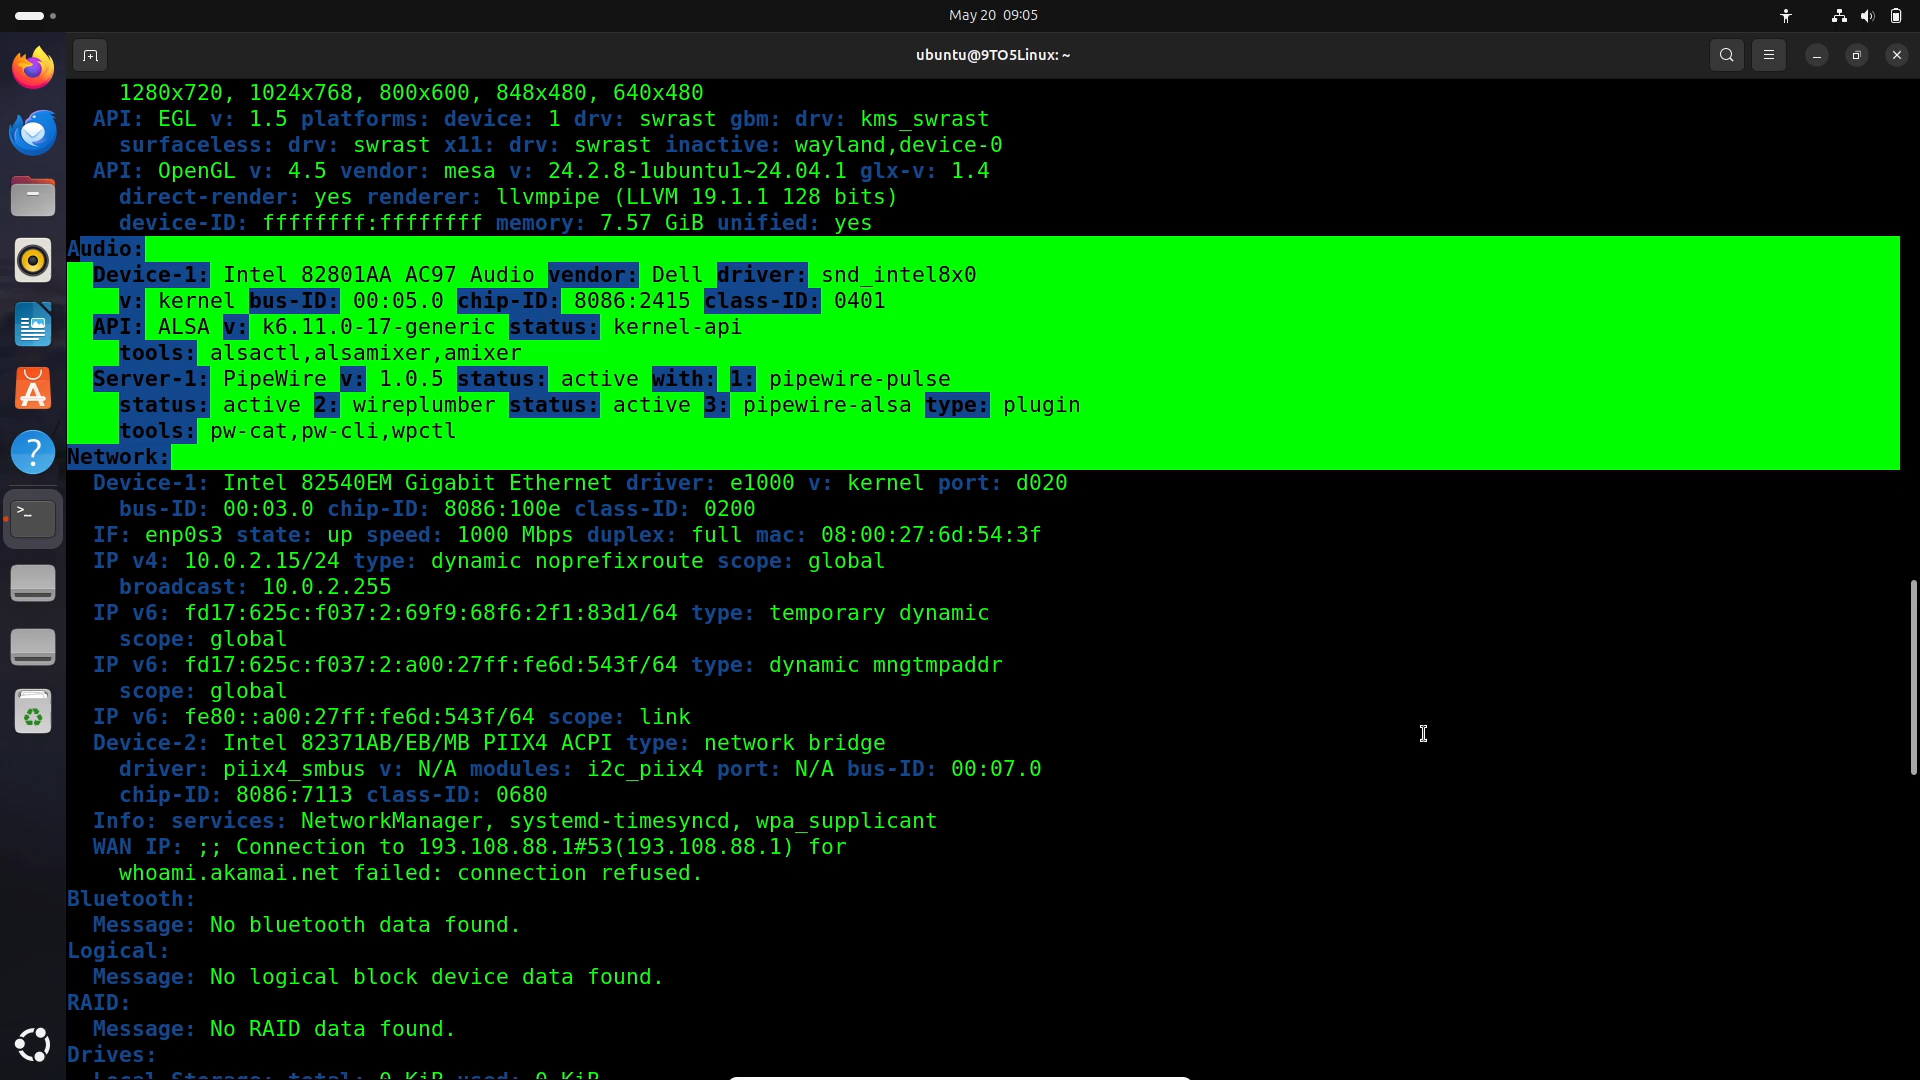 May 20 09:05
ubuntu@9TO5Linux: ~
1280x720, 1024x768, 800x600, 848x480, 640x480
API: EGL v: 1.5 platforms: device: 1 drv: swrast gbm: drv: kms_swrast
surfaceless: drv: swrast x11: drv: swrast inactive: wayland,device-0
API: OpenGL v: 4.5 vendor: mesa v: 24.2.8-1ubuntu1~24.04.1 glx-v: 1.4
direct-render: yes renderer: llvmpipe (LLVM 19.1.1 128 bits)
device-ID: ffffffff:ffffffff memory: 7.57 GiB unified: yes
Audio:
Device-1: Intel 82801AA AC97 Audio vendor: Dell driver: snd_intel8x0
v: kernel bus-ID: 00:05.0 chip-ID: 8086:2415 class-ID: 0401
API: ALSA v: k6.11.0-17-generic status: kernel-api
tools: alsactl,alsamixer,amixer
Server-1: PipeWire v: 1.0.5 status: active with: 1: pipewire-pulse
status: active 2: wireplumber status: active 3: pipewire-alsa type: plugin
tools: pw-cat,pw-cli,wpctl
Network:
Device-1: Intel 82540EM Gigabit Ethernet driver: e1000 v: kernel port: d020
bus-ID: 00:03.0 chip-ID: 8086:100e class-ID: 0200
IF: enp0s3 state: up speed: 1000 Mbps duplex: full mac: 08:00:27:6d:54:3f
IP v4: 10.0.2.15/24 type: dynamic noprefixroute scope: global
broadcast: 10.0.2.255
IP v6: fd17:625c:f037:2:69f9:68f6:2f1:83d1/64 type: temporary dynamic
scope: global
IP v6: fd17:625c:f037:2:a00:27ff:fe6d:543f/64 type: dynamic mngtmpaddr
scope: global
IP v6: fe80::a00:27ff:fe6d:543f/64 scope: link
Device-2: Intel 82371AB/EB/MB PIIX4 ACPI type: network bridge
driver: piix4_smbus v: N/A modules: i2c_piix4 port: N/A bus-ID: 00:07.0
chip-ID: 8086:7113 class-ID: 0680
Info: services: NetworkManager, systemd-timesyncd, wpa_supplicant
WAN IP: ;; Connection to 193.108.88.1#53(193.108.88.1) for
whoami.akamai.net failed: connection refused.
Bluetooth:
Message: No bluetooth data found.
Logical:
Message: No logical block device data found.
RAID:
Message: No RAID data found.
Drives:
Local Storage: total: 0 KiB used: 0 KiB